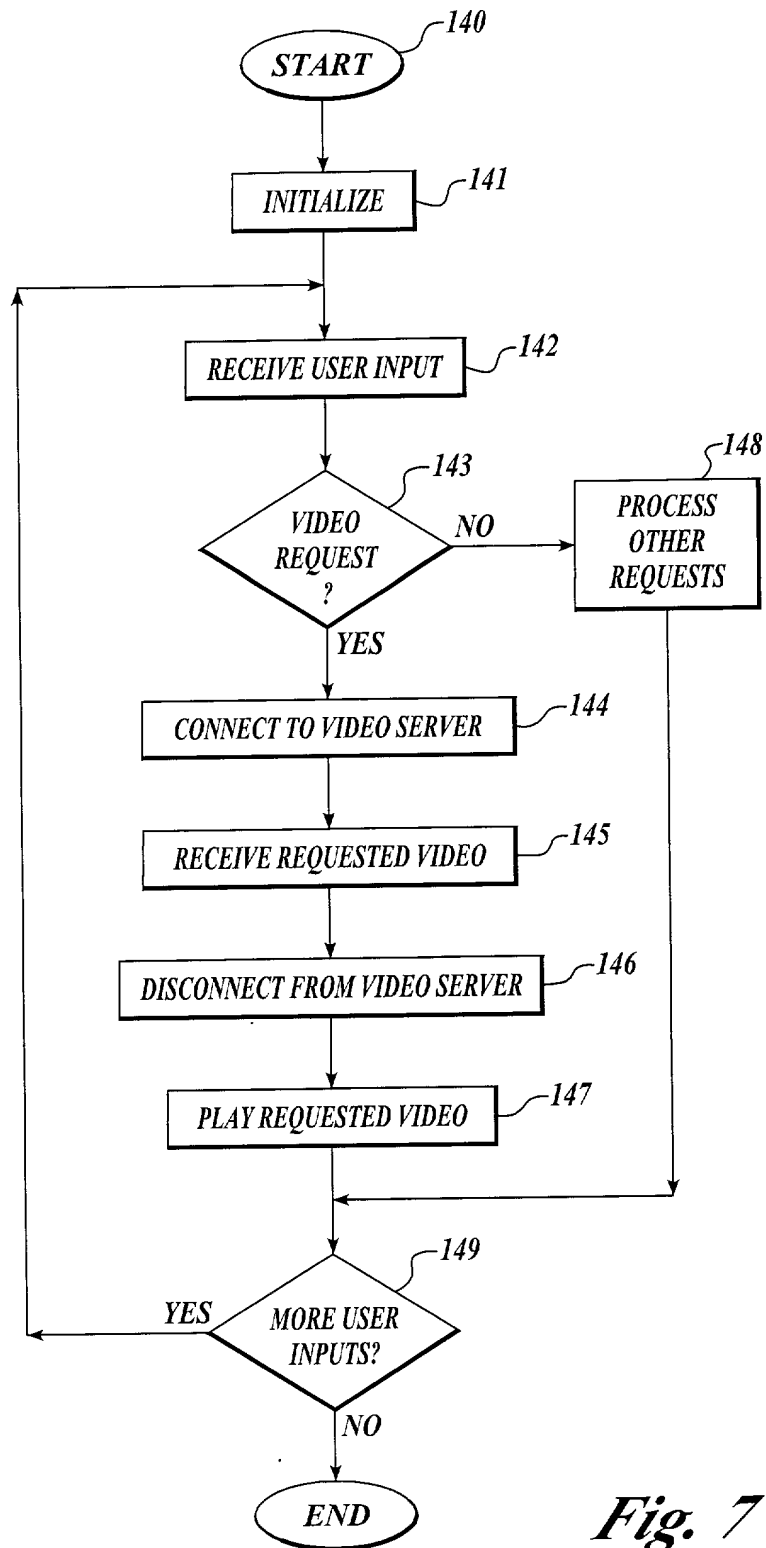 140
START
141
INITIALIZE
142
RECEIVE USER INPUT
143
VIDEO
REQUEST
?
NO
148
PROCESS
OTHER
REQUESTS
YES
144
CONNECT TO VIDEO SERVER
145
RECEIVE REQUESTED VIDEO
146
DISCONNECT FROM VIDEO SERVER
147
PLAY REQUESTED VIDEO
149
YES
MORE USER
INPUTS?
NO
END
Fig. 7